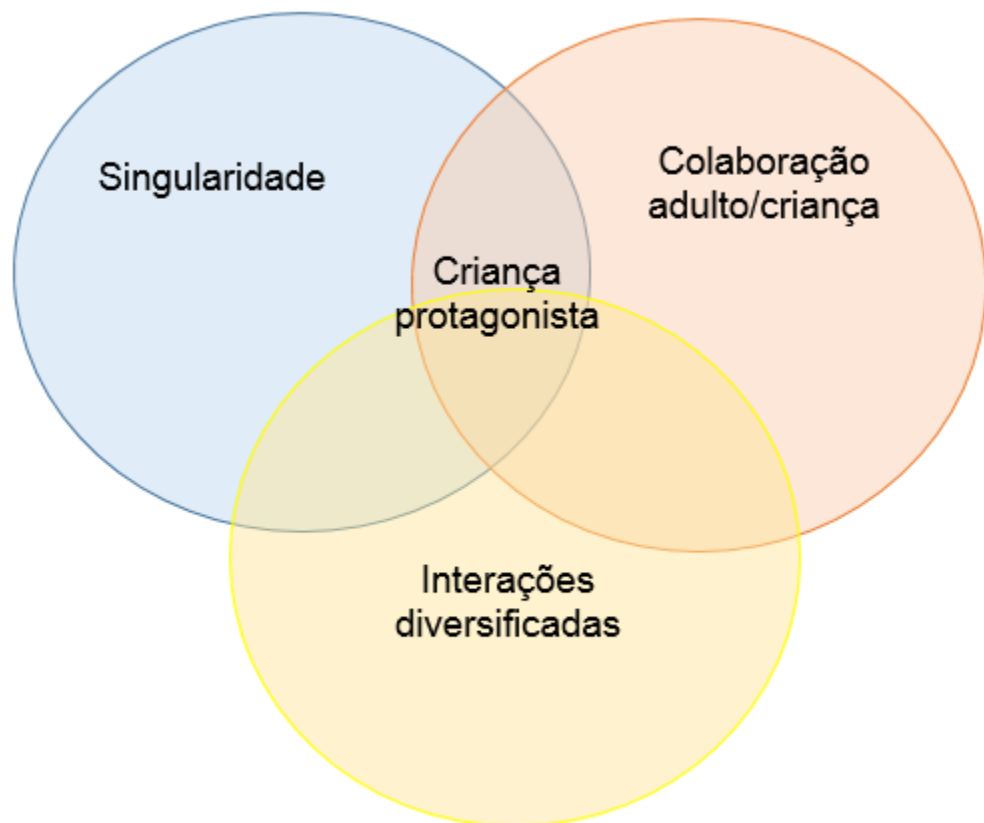 Singularidade
Colaboração
adulto/criança
Criança
protagonista
Interações
diversificadas